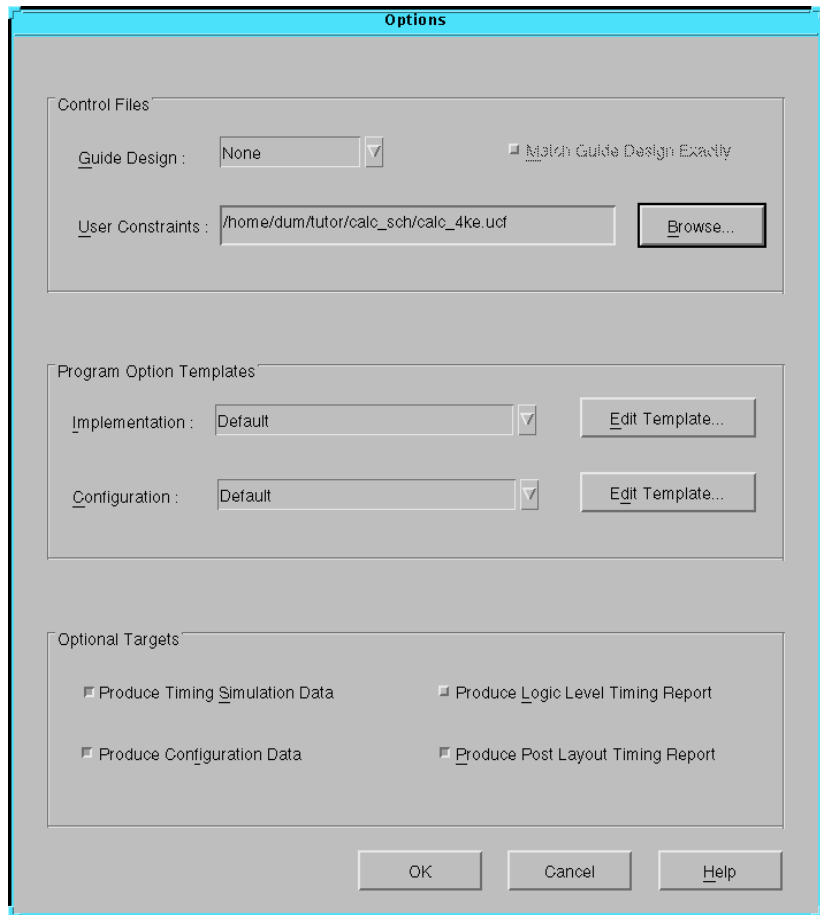 Options
Control Files
Guide Design : None Match Guide Design Exactly
User Constraints : /home/dum/tutor/calc_sch/calc_4ke.ucf Browse...
Program Option Templates
Implementation : Default Edit Template...
Configuration : Default Edit Template...
Optional Targets
Produce Timing Simulation Data Produce Logic Level Timing Report
Produce Configuration Data Produce Post Layout Timing Report
OK Cancel Help